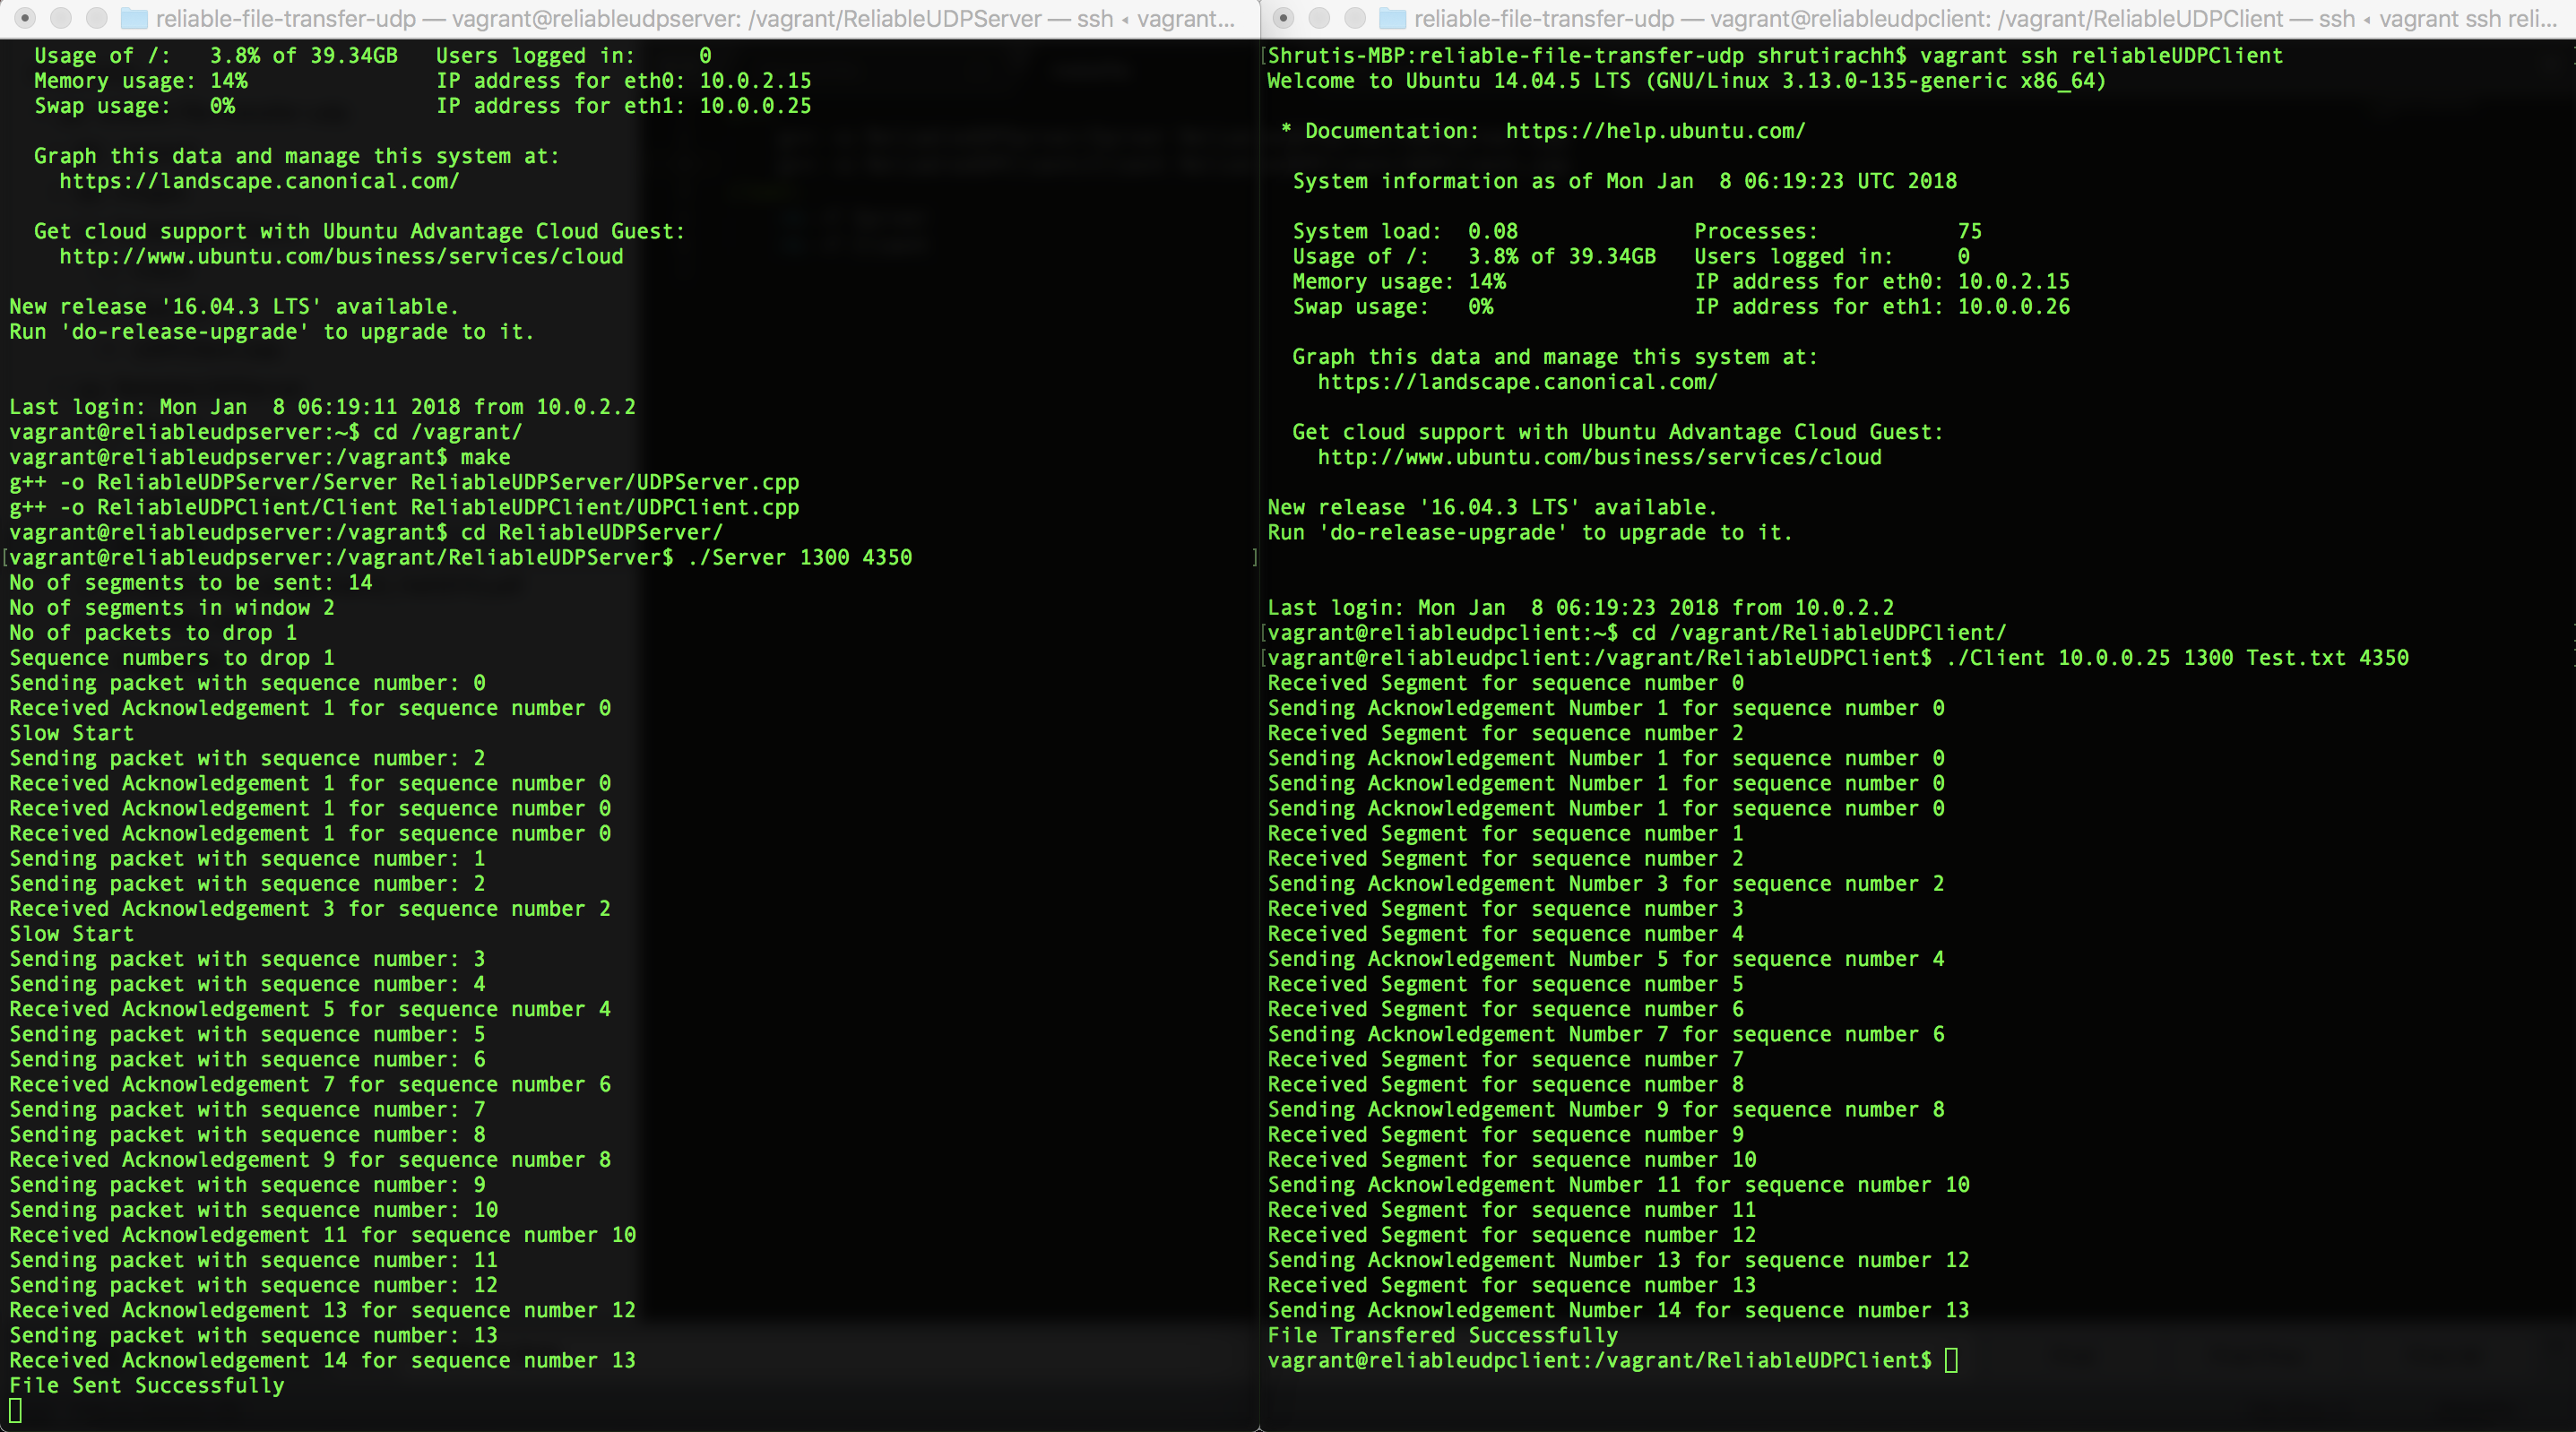 reliable-file-transfer-udp — vagrant@reliableudpserver: /vagrant/ReliableUDPServer — ssh ◂ vagrant...
Usage of /:   3.8% of 39.34GB   Users logged in:      0
Memory usage: 14%               IP address for eth0: 10.0.2.15
Swap usage:   0%                IP address for eth1: 10.0.0.25
Graph this data and manage this system at:
https://landscape.canonical.com/
Get cloud support with Ubuntu Advantage Cloud Guest:
http://www.ubuntu.com/business/services/cloud
New release '16.04.3 LTS' available.
Run 'do-release-upgrade' to upgrade to it.
Last login: Mon Jan  8 06:19:11 2018 from 10.0.2.2
vagrant@reliableudpserver:~$ cd /vagrant/
vagrant@reliableudpserver:/vagrant$ make
g++ -o ReliableUDPServer/Server ReliableUDPServer/UDPServer.cpp
g++ -o ReliableUDPClient/Client ReliableUDPClient/UDPClient.cpp
vagrant@reliableudpserver:/vagrant$ cd ReliableUDPServer/
[vagrant@reliableudpserver:/vagrant/ReliableUDPServer$ ./Server 1300 4350 ]
No of segments to be sent: 14
No of segments in window 2
No of packets to drop 1
Sequence numbers to drop 1
Sending packet with sequence number: 0
Received Acknowledgement 1 for sequence number 0
Slow Start
Sending packet with sequence number: 2
Received Acknowledgement 1 for sequence number 0
Received Acknowledgement 1 for sequence number 0
Received Acknowledgement 1 for sequence number 0
Sending packet with sequence number: 1
Sending packet with sequence number: 2
Received Acknowledgement 3 for sequence number 2
Slow Start
Sending packet with sequence number: 3
Sending packet with sequence number: 4
Received Acknowledgement 5 for sequence number 4
Sending packet with sequence number: 5
Sending packet with sequence number: 6
Received Acknowledgement 7 for sequence number 6
Sending packet with sequence number: 7
Sending packet with sequence number: 8
Received Acknowledgement 9 for sequence number 8
Sending packet with sequence number: 9
Sending packet with sequence number: 10
Received Acknowledgement 11 for sequence number 10
Sending packet with sequence number: 11
Sending packet with sequence number: 12
Received Acknowledgement 13 for sequence number 12
Sending packet with sequence number: 13
Received Acknowledgement 14 for sequence number 13
File Sent Successfully
reliable-file-transfer-udp — vagrant@reliableudpclient: /vagrant/ReliableUDPClient — ssh ◂ vagrant ssh reli...
[Shrutis-MBP:reliable-file-transfer-udp shrutirachh$ vagrant ssh reliableUDPClient
Welcome to Ubuntu 14.04.5 LTS (GNU/Linux 3.13.0-135-generic x86_64)
* Documentation:  https://help.ubuntu.com/
System information as of Mon Jan  8 06:19:23 UTC 2018
System load:  0.08              Processes:           75
Usage of /:   3.8% of 39.34GB   Users logged in:     0
Memory usage: 14%               IP address for eth0: 10.0.2.15
Swap usage:   0%                IP address for eth1: 10.0.0.26
Graph this data and manage this system at:
https://landscape.canonical.com/
Get cloud support with Ubuntu Advantage Cloud Guest:
http://www.ubuntu.com/business/services/cloud
New release '16.04.3 LTS' available.
Run 'do-release-upgrade' to upgrade to it.
Last login: Mon Jan  8 06:19:23 2018 from 10.0.2.2
[vagrant@reliableudpclient:~$ cd /vagrant/ReliableUDPClient/
[vagrant@reliableudpclient:/vagrant/ReliableUDPClient$ ./Client 10.0.0.25 1300 Test.txt 4350
Received Segment for sequence number 0
Sending Acknowledgement Number 1 for sequence number 0
Received Segment for sequence number 2
Sending Acknowledgement Number 1 for sequence number 0
Sending Acknowledgement Number 1 for sequence number 0
Sending Acknowledgement Number 1 for sequence number 0
Received Segment for sequence number 1
Received Segment for sequence number 2
Sending Acknowledgement Number 3 for sequence number 2
Received Segment for sequence number 3
Received Segment for sequence number 4
Sending Acknowledgement Number 5 for sequence number 4
Received Segment for sequence number 5
Received Segment for sequence number 6
Sending Acknowledgement Number 7 for sequence number 6
Received Segment for sequence number 7
Received Segment for sequence number 8
Sending Acknowledgement Number 9 for sequence number 8
Received Segment for sequence number 9
Received Segment for sequence number 10
Sending Acknowledgement Number 11 for sequence number 10
Received Segment for sequence number 11
Received Segment for sequence number 12
Sending Acknowledgement Number 13 for sequence number 12
Received Segment for sequence number 13
Sending Acknowledgement Number 14 for sequence number 13
File Transfered Successfully
vagrant@reliableudpclient:/vagrant/ReliableUDPClient$